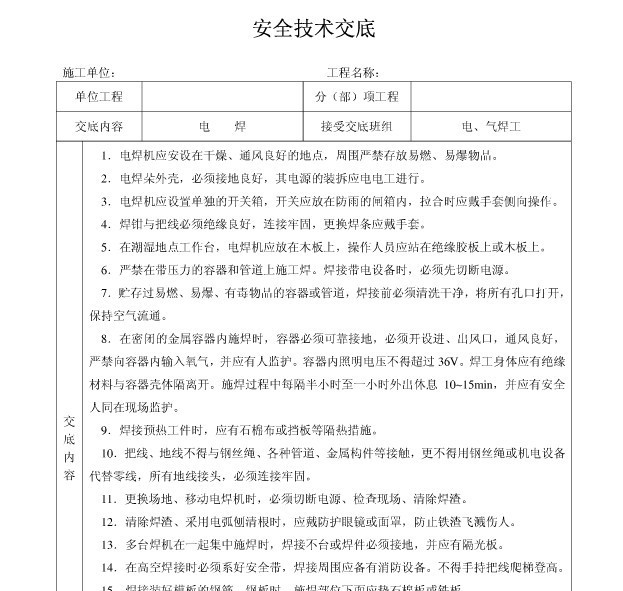 安全技术交底
施工单位： 工程名称：
单位工程 分（部）项工程
交底内容 电 焊 接受交底班组 电、气焊工
交底内容
1．电焊机应安设在干燥、通风良好的地点，周围严禁存放易燃、易爆物品。
2．电焊朵外壳，必须接地良好，其电源的装拆应电电工进行。
3．电焊机应设置单独的开关箱，开关应放在防雨的闸箱内，拉合时应戴手套侧向操作。
4．焊钳与把线必须绝缘良好，连接牢固，更换焊条应戴手套。
5．在潮湿地点工作台，电焊机应放在木板上，操作人员应站在绝缘胶板上或木板上。
6．严禁在带压力的容器和管道上施工焊。焊接带电设备时，必须先切断电源。
7．贮存过易燃、易爆、有毒物品的容器或管道，焊接前必须清洗干净，将所有孔口打开，
保持空气流通。
8．在密闭的金属容器内施焊时，容器必须可靠接地，必须开设进、出风口，通风良好，
严禁向容器内输入氧气，并应有人监护。容器内照明电压不得超过 36V。焊工身体应有绝缘
材料与容器壳体隔离开。施焊过程中每隔半小时至一小时外出休息 10~15min，并应有安全
人同在现场监护。
9．焊接预热工件时，应有石棉布或挡板等隔热措施。
10．把线、地线不得与钢丝绳、各种管道、金属构件等接触，更不得用钢丝绳或机电设备
代替零线，所有地线接头，必须连接牢固。
11．更换场地、移动电焊机时，必须切断电源、检查现场、清除焊渣。
12．清除焊渣、采用电弧刨清根时，应戴防护眼镜或面罩，防止铁渣飞溅伤人。
13．多台焊机在一起集中施焊时，焊接不台或焊件必须接地，并应有隔光板。
14．在高空焊接时必须系好安全带，焊接周围应备有消防设备。不得手持把线爬梯登高。